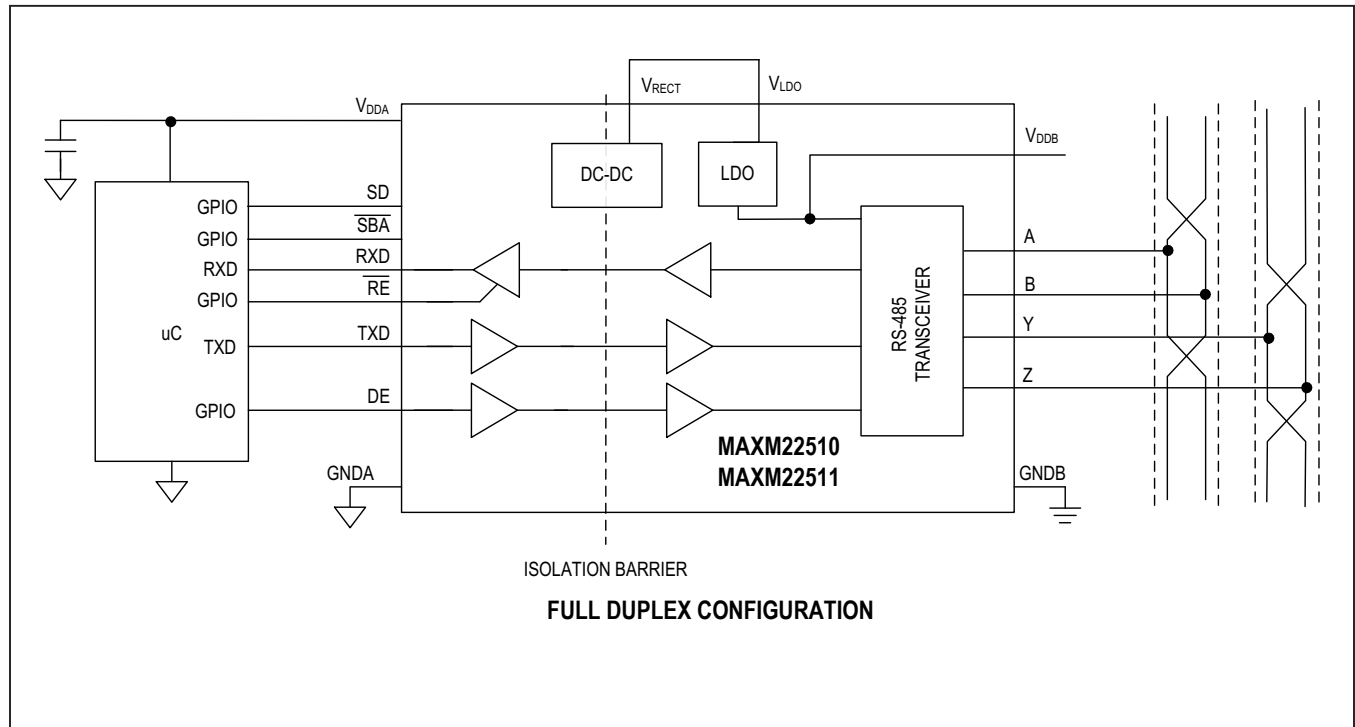 VRECT
VLDO
VDDA
VDDB
DC-DC
LDO
GPIO
SD
GPIO
SBA
RXD
RXD
GPIO
RE
uC
TXD
TXD
GPIO
DE
RS-485
TRANSCEIVER
A
B
Y
Z
MAXM22510
MAXM22511
GNDA
GNDB
ISOLATION BARRIER
FULL DUPLEX CONFIGURATION